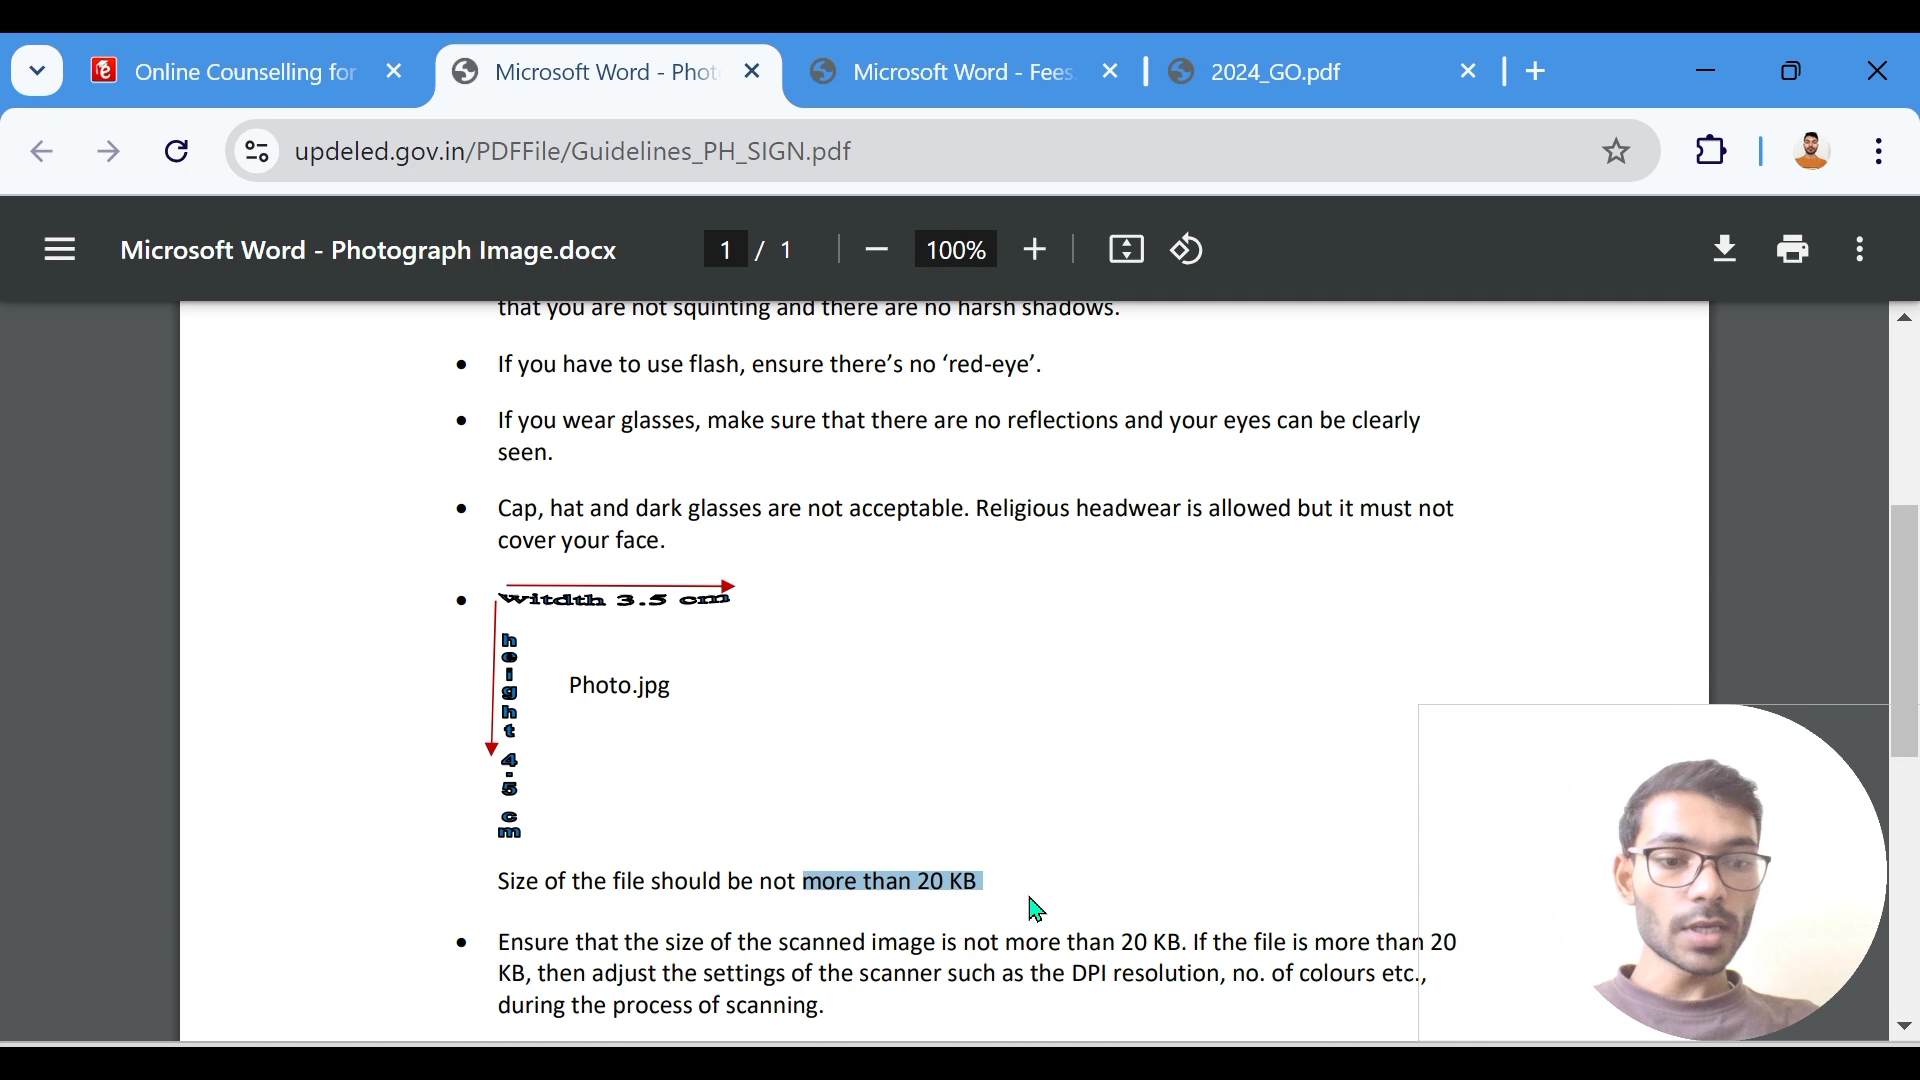 Online Counselling for
Microsoft Word - Phot
Microsoft Word - Fees.
2024_GO.pdf
updeled.gov.in/PDFFile/Guidelines_PH_SIGN.pdf
Microsoft Word - Photograph Image.docx
1 / 1
100%
that you are not squinting and there are no harsh shadows.
• If you have to use flash, ensure there’s no ‘red-eye’.
• If you wear glasses, make sure that there are no reflections and your eyes can be clearly
seen.
• Cap, hat and dark glasses are not acceptable. Religious headwear is allowed but it must not
cover your face.
• Witdth 3.5 cm
height 4.5 cm
Photo.jpg
Size of the file should be not more than 20 KB
• Ensure that the size of the scanned image is not more than 20 KB. If the file is more than 20
KB, then adjust the settings of the scanner such as the DPI resolution, no. of colours etc.,
during the process of scanning.